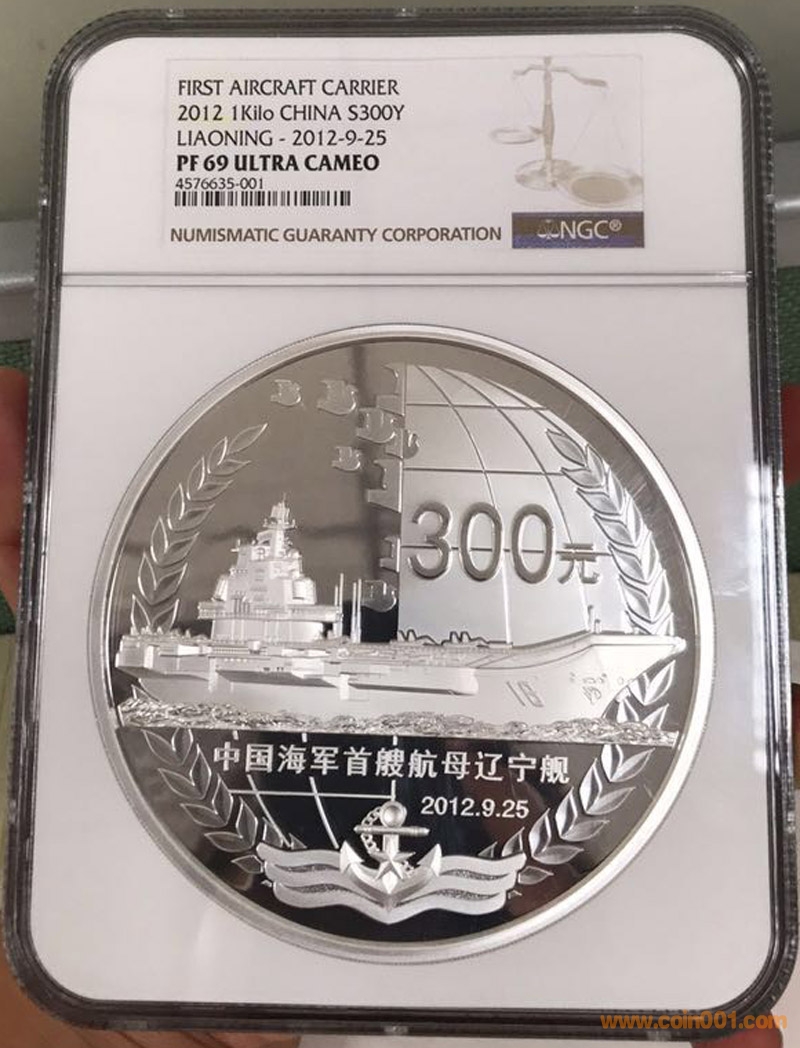 FIRST AIRCRAFT CARRIER
2012 1Kilo CHINA S300Y
LIAONING - 2012-9-25
PF 69 ULTRA CAMEO
4576635-001
NUMISMATIC GUARANTY CORPORATION
NGC®
300元
16
中国海军首艘航母辽宁舰
2012.9.25
www.coin001.com